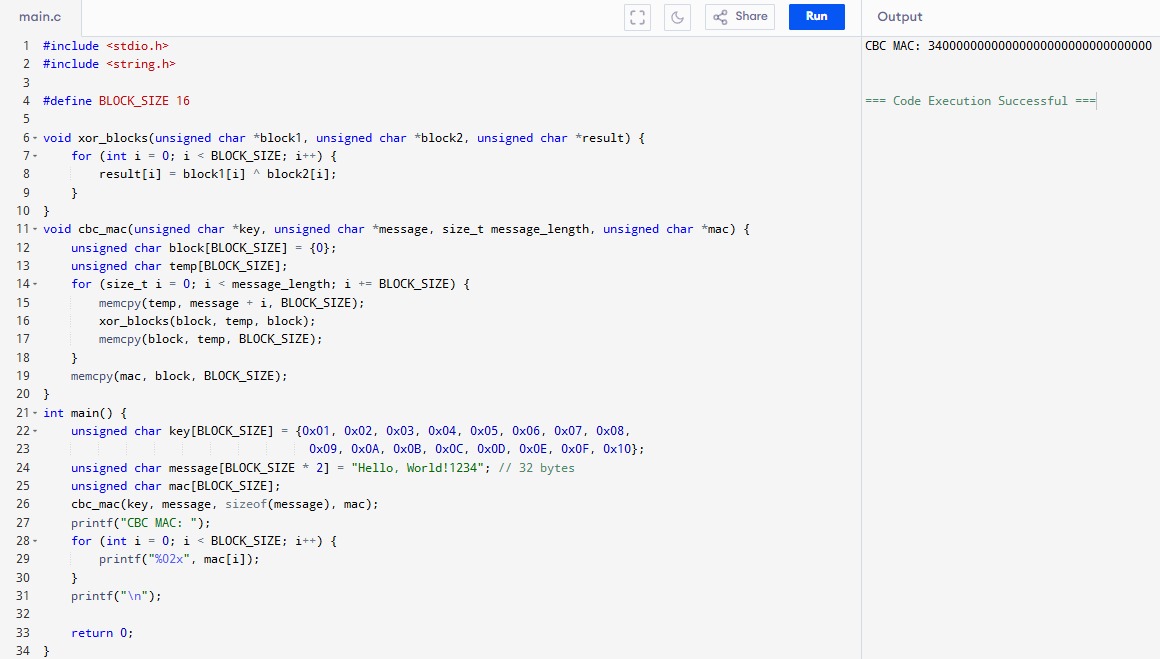 main.c
Share
Run
Output
1 #include <stdio.h>
2 #include <string.h>
3
4 #define BLOCK_SIZE 16
5
6 void xor_blocks(unsigned char *block1, unsigned char *block2, unsigned char *result) {
7     for (int i = 0; i < BLOCK_SIZE; i++) {
8         result[i] = block1[i] ^ block2[i];
9     }
10 }
11 void cbc_mac(unsigned char *key, unsigned char *message, size_t message_length, unsigned char *mac) {
12     unsigned char block[BLOCK_SIZE] = {0};
13     unsigned char temp[BLOCK_SIZE];
14     for (size_t i = 0; i < message_length; i += BLOCK_SIZE) {
15         memcpy(temp, message + i, BLOCK_SIZE);
16         xor_blocks(block, temp, block);
17         memcpy(block, temp, BLOCK_SIZE);
18     }
19     memcpy(mac, block, BLOCK_SIZE);
20 }
21 int main() {
22     unsigned char key[BLOCK_SIZE] = {0x01, 0x02, 0x03, 0x04, 0x05, 0x06, 0x07, 0x08,
23                                      0x09, 0x0A, 0x0B, 0x0C, 0x0D, 0x0E, 0x0F, 0x10};
24     unsigned char message[BLOCK_SIZE * 2] = "Hello, World!1234"; // 32 bytes
25     unsigned char mac[BLOCK_SIZE];
26     cbc_mac(key, message, sizeof(message), mac);
27     printf("CBC MAC: ");
28     for (int i = 0; i < BLOCK_SIZE; i++) {
29         printf("%02x", mac[i]);
30     }
31     printf("\n");
32
33     return 0;
34 }
CBC MAC: 34000000000000000000000000000000
=== Code Execution Successful ===